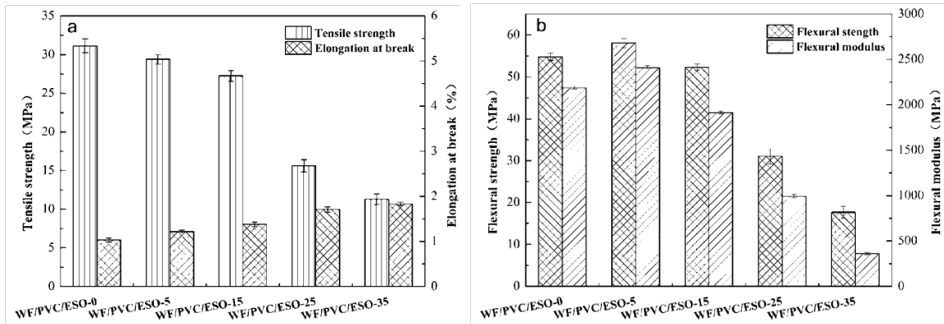 a
Tensile strength
Elongation at break
Tensile strength（MPa）
35
30
25
20
15
10
5
0
Elongation at break（%）
6
5
4
3
2
1
0
WF/PVC/ESO-0
WF/PVC/ESO-5
WF/PVC/ESO-15
WF/PVC/ESO-25
WF/PVC/ESO-35
b
Flexural stength
Flexural modulus
Flexural strength（MPa）
60
50
40
30
20
10
0
Flexural modulus（MPa）
3000
2500
2000
1500
1000
500
0
WF/PVC/ESO-0
WF/PVC/ESO-5
WF/PVC/ESO-15
WF/PVC/ESO-25
WF/PVC/ESO-35